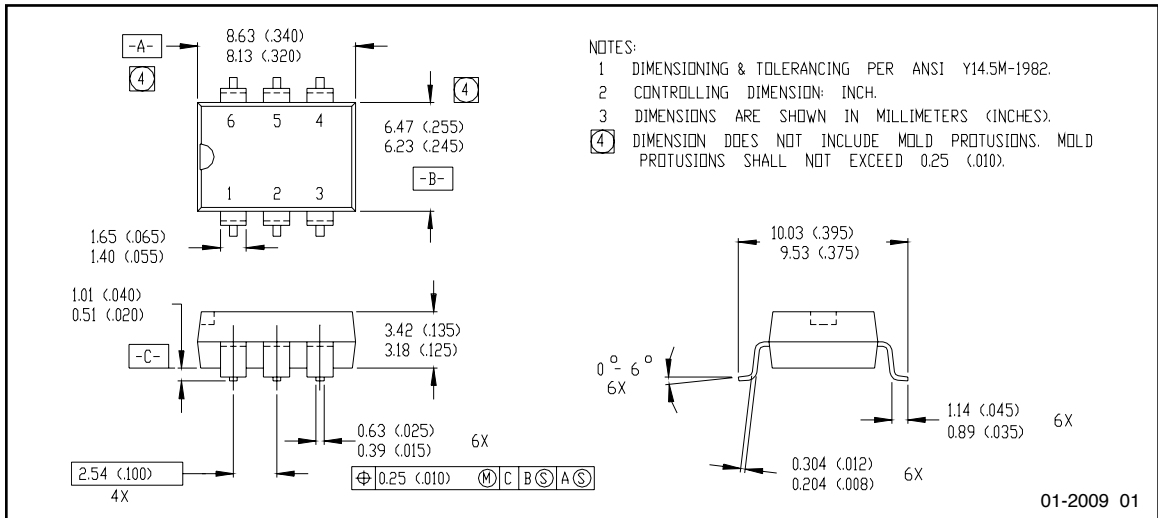 -A-
8.63 (.340)
8.13 (.320)
4
4
6 5 4
1 2 3
6.47 (.255)
6.23 (.245)
-B-
1.65 (.065)
1.40 (.055)
NOTES:
1 DIMENSIONING & TOLERANCING PER ANSI Y14.5M-1982.
2 CONTROLLING DIMENSION: INCH.
3 DIMENSIONS ARE SHOWN IN MILLIMETERS (INCHES).
4 DIMENSION DOES NOT INCLUDE MOLD PROTUSIONS. MOLD
PROTUSIONS SHALL NOT EXCEED 0.25 (.010).
1.01 (.040)
0.51 (.020)
-C-
3.42 (.135)
3.18 (.125)
0.63 (.025)
0.39 (.015)
6X
2.54 (.100)
4X
⌖ 0.25 (.010) Ⓜ C B Ⓢ A Ⓢ
10.03 (.395)
9.53 (.375)
0° - 6°
6X
1.14 (.045)
0.89 (.035)
6X
0.304 (.012)
0.204 (.008)
6X
01-2009 01